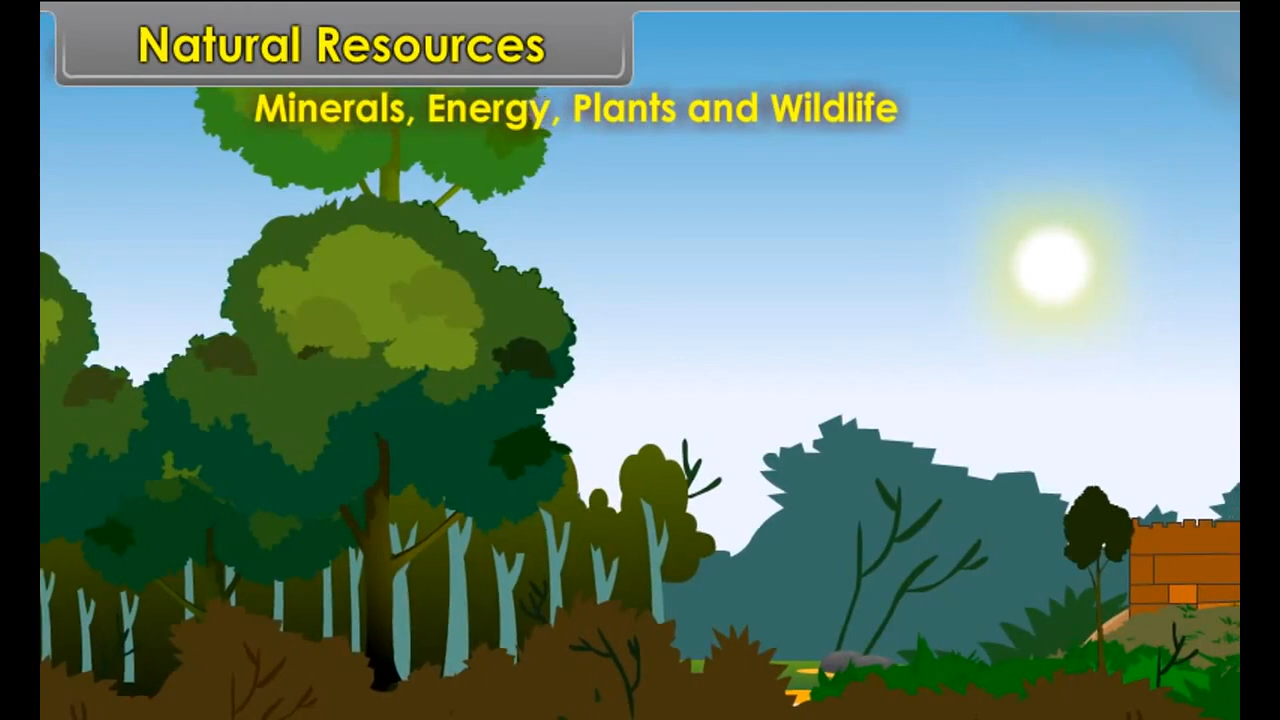 Natural Resources
Minerals, Energy, Plants and Wildlife